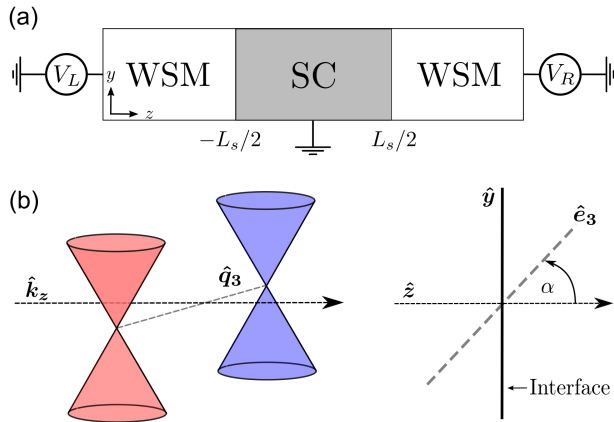 (a)
V_L WSM SC WSM V_R
y
z
-L_s/2 L_s/2
(b)
k̂_z q̂_3
ŷ ê_3
ẑ α
Interface